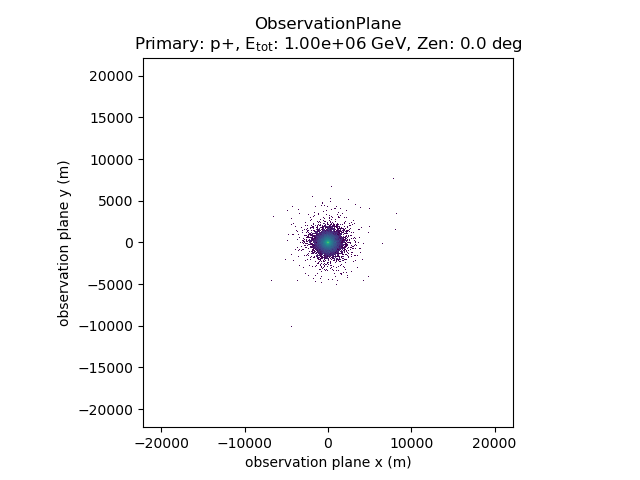 ObservationPlane
Primary: p+, Etot: 1.00e+06 GeV, Zen: 0.0 deg
20000
15000
10000
5000
0
−5000
−10000
−15000
−20000
observation plane y (m)
−20000 −10000 0 10000 20000
observation plane x (m)